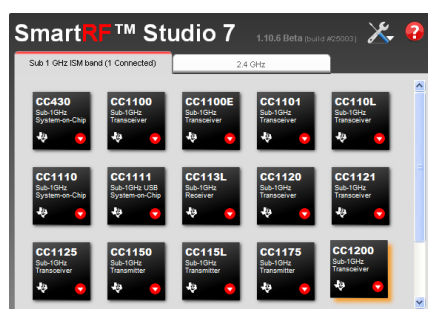 SmartRF™ Studio 7
1.10.6 Beta (build #25003)
?
Sub 1 GHz ISM band (1 Connected)
2.4 GHz
CC430
Sub-1GHz
System-on-Chip
CC1100
Sub-1GHz
Transceiver
CC1100E
Sub-1GHz
Transceiver
CC1101
Sub-1GHz
Transceiver
CC110L
Sub-1GHz
Transceiver
CC1110
Sub-1GHz
System-on-Chip
CC1111
Sub-1GHz USB
System-on-Chip
CC113L
Sub-1GHz
Receiver
CC1120
Sub-1GHz
Transceiver
CC1121
Sub-1GHz
Transceiver
CC1125
Sub-1GHz
Transceiver
CC1150
Sub-1GHz
Transmitter
CC115L
Sub-1GHz
Transmitter
CC1175
Sub-1GHz
Transmitter
CC1200
Sub-1GHz
Transceiver